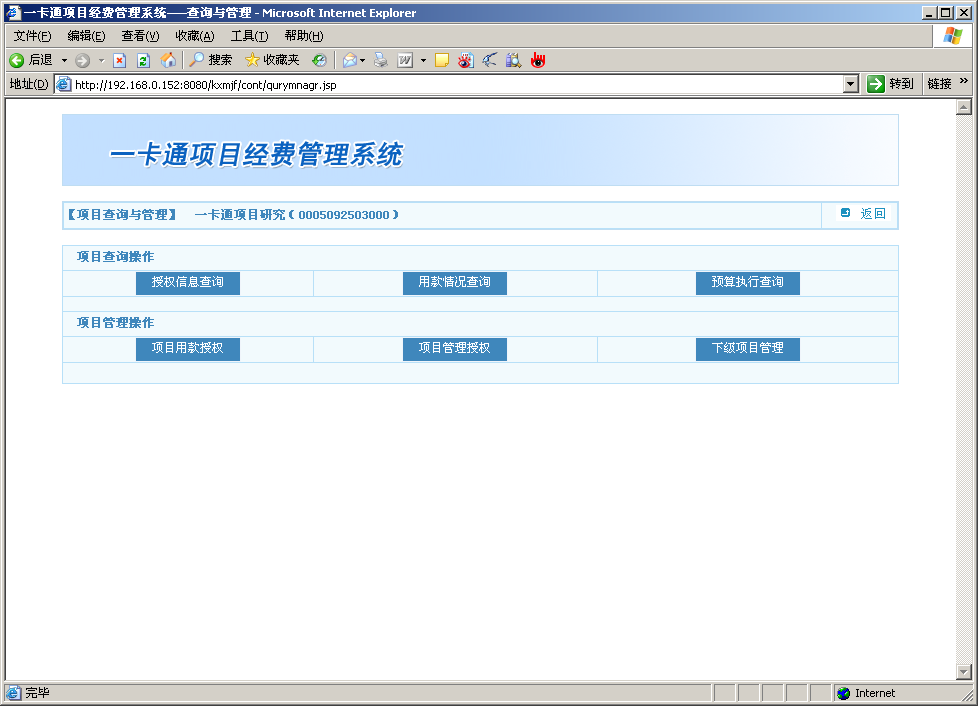 一卡通项目经费管理系统——查询与管理 - Microsoft Internet Explorer
文件(F) 编辑(E) 查看(V) 收藏(A) 工具(T) 帮助(H)
后退 搜索 收藏夹
地址(D) http://192.168.0.152:8080/kxmjf/cont/qurymnagr.jsp 转到 链接 »
一卡通项目经费管理系统
【项目查询与管理】 一卡通项目研究（0005092503000） 返回
项目查询操作
授权信息查询 用款情况查询 预算执行查询
项目管理操作
项目用款授权 项目管理授权 下级项目管理
完毕 Internet